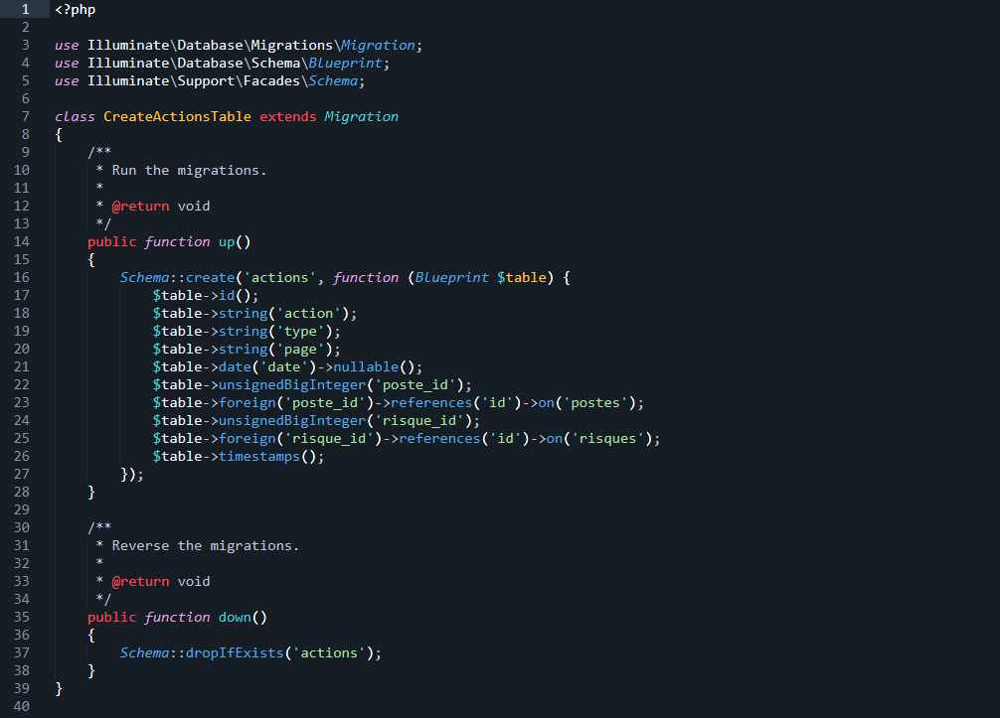 1 <?php
2
3 use Illuminate\Database\Migrations\Migration;
4 use Illuminate\Database\Schema\Blueprint;
5 use Illuminate\Support\Facades\Schema;
6
7 class CreateActionsTable extends Migration
8 {
9     /**
10      * Run the migrations.
11      *
12      * @return void
13      */
14     public function up()
15     {
16         Schema::create('actions', function (Blueprint $table) {
17             $table->id();
18             $table->string('action');
19             $table->string('type');
20             $table->string('page');
21             $table->date('date')->nullable();
22             $table->unsignedBigInteger('poste_id');
23             $table->foreign('poste_id')->references('id')->on('postes');
24             $table->unsignedBigInteger('risque_id');
25             $table->foreign('risque_id')->references('id')->on('risques');
26             $table->timestamps();
27         });
28     }
29
30     /**
31      * Reverse the migrations.
32      *
33      * @return void
34      */
35     public function down()
36     {
37         Schema::dropIfExists('actions');
38     }
39 }
40